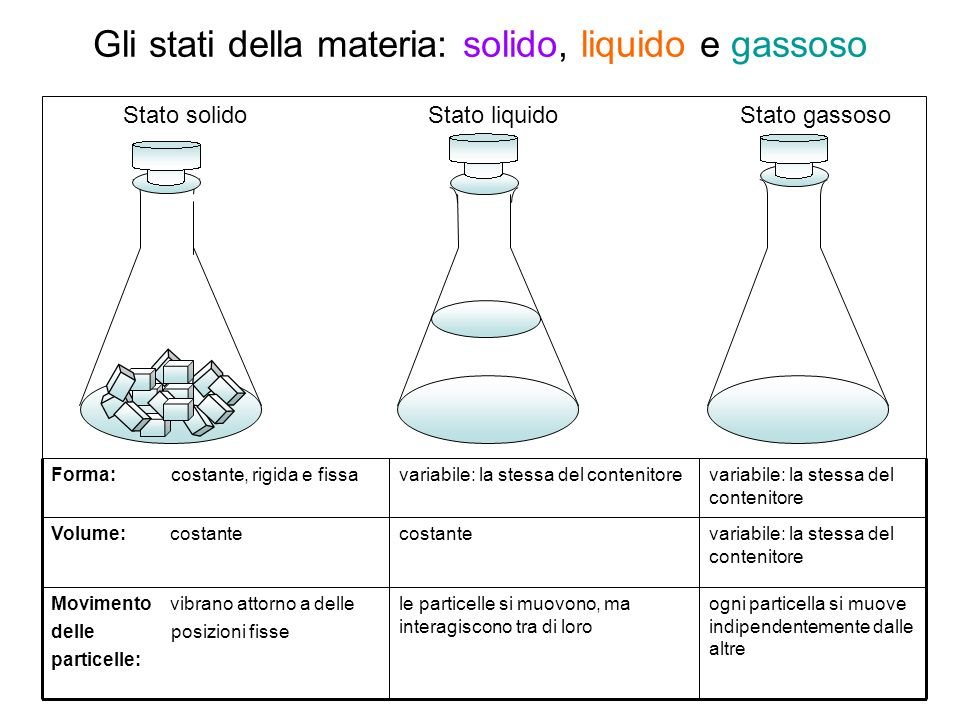 Gli stati della materia: solido, liquido e gassoso
Stato solido
Stato liquido
Stato gassoso
Forma: costante, rigida e fissa
variabile: la stessa del contenitore
variabile: la stessa del
contenitore
Volume: costante
costante
variabile: la stessa del
contenitore
Movimento vibrano attorno a delle
delle posizioni fisse
particelle:
le particelle si muovono, ma
interagiscono tra di loro
ogni particella si muove
indipendentemente dalle
altre